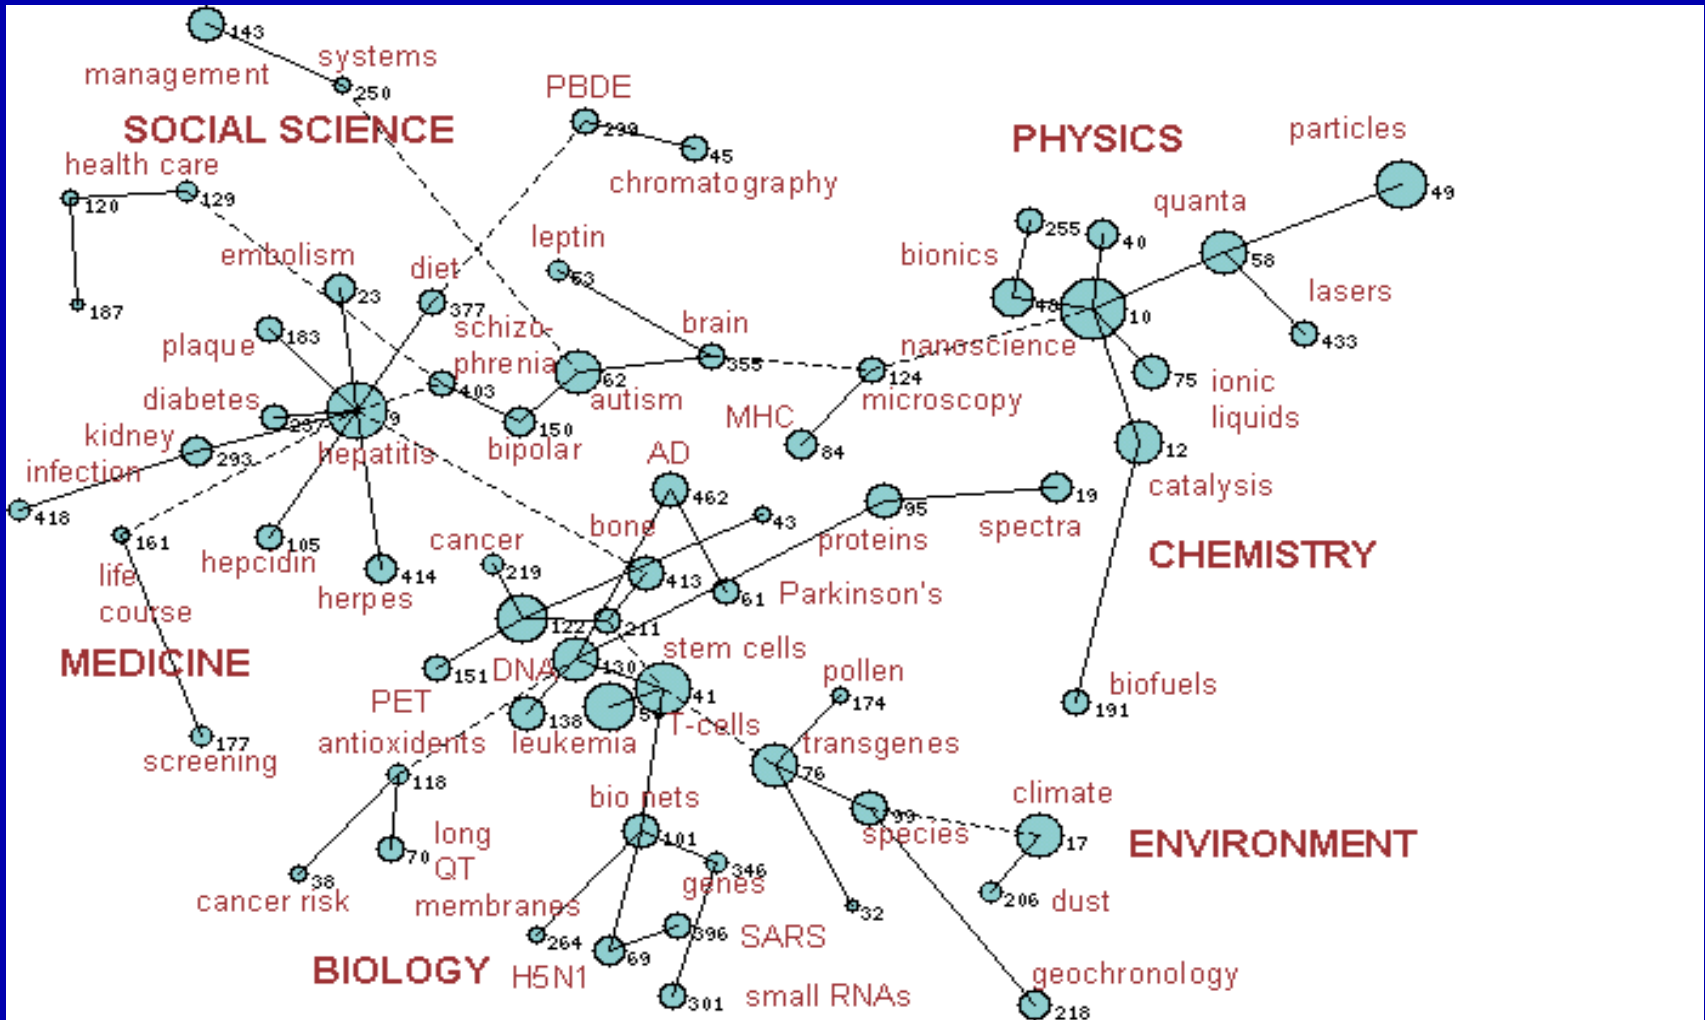 143
systems
management
250
PBDE
SOCIAL SCIENCE
299
PHYSICS
particles
45
health care
chromatography
120
129
49
quanta
leptin
255
40
embolism
diet
bionics
58
63
23
377
48
10
lasers
187
schizo-
plaque
183
brain
433
phrenia
355
nanoscience
124
62
75
ionic
diabetes
403
autism
microscopy
liquids
237
9
MHC
kidney
150
293
hepatitis
bipolar
AD
84
12
infection
catalysis
418
462
95
19
161
bone
43
proteins
spectra
105
cancer
hepcidin
CHEMISTRY
219
414
413
life
herpes
61
Parkinson's
course
122
211
stem cells
MEDICINE
151
DNA
130
pollen
PET
41
174
biofuels
191
138
T-cells
177
antioxidents
leukemia
transgenes
screening
118
76
bio nets
climate
99
long
101
species
17
ENVIRONMENT
70
QT
346
38
genes
cancer risk
membranes
206
dust
32
264
396
SARS
BIOLOGY
H5N1
69
geochronology
301
small RNAs
218